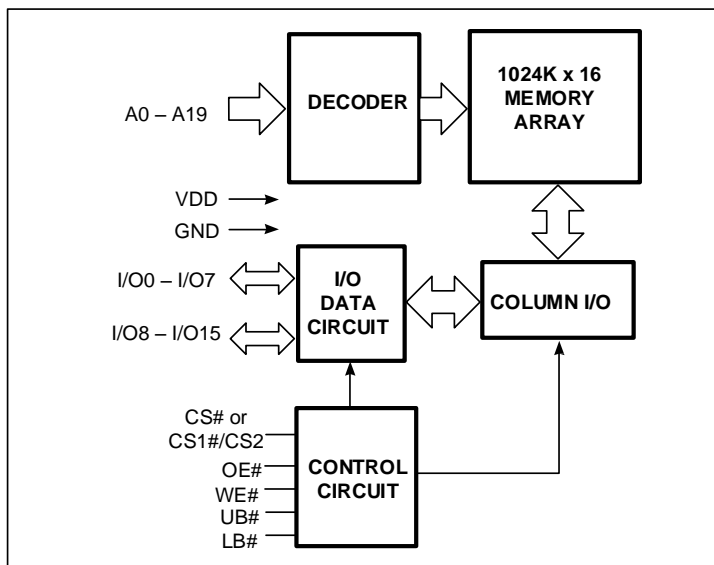 A0 – A19
DECODER
1024K x 16
MEMORY
ARRAY
VDD
GND
I/O0 – I/O7
I/O8 – I/O15
I/O
DATA
CIRCUIT
COLUMN I/O
CS# or
CS1#/CS2
OE#
WE#
UB#
LB#
CONTROL
CIRCUIT